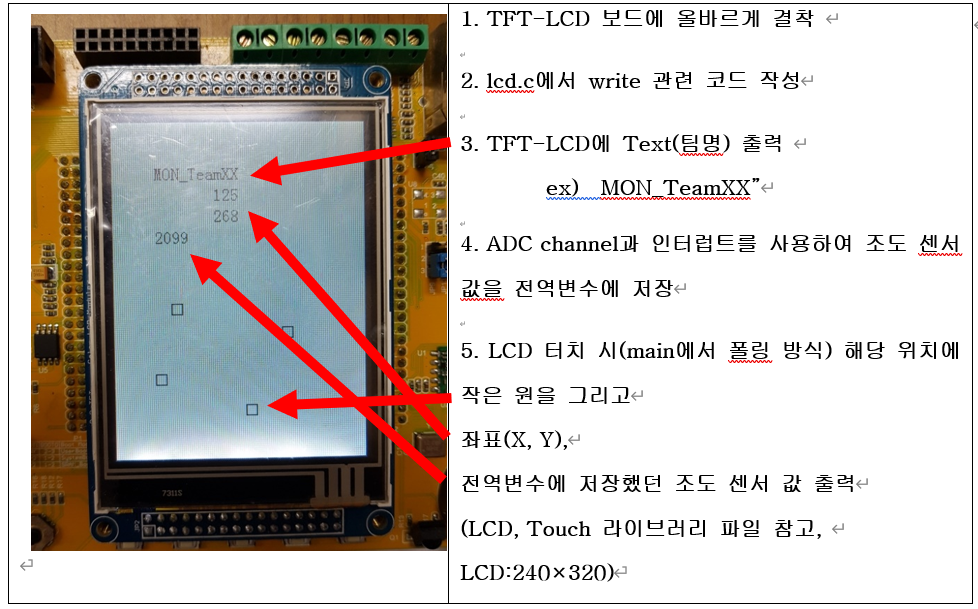 MON_TeamXX
125
268
2099
73115
1. TFT-LCD 보드에 올바르게 결착
2. lcd.c에서 write 관련 코드 작성
3. TFT-LCD에 Text(팀명) 출력
ex) MON_TeamXX”
4. ADC channel과 인터럽트를 사용하여 조도 센서
값을 전역변수에 저장
5. LCD 터치 시(main에서 폴링 방식) 해당 위치에
작은 원을 그리고
좌표(X, Y),
전역변수에 저장했던 조도 센서 값 출력
(LCD, Touch 라이브러리 파일 참고,
LCD:240×320)